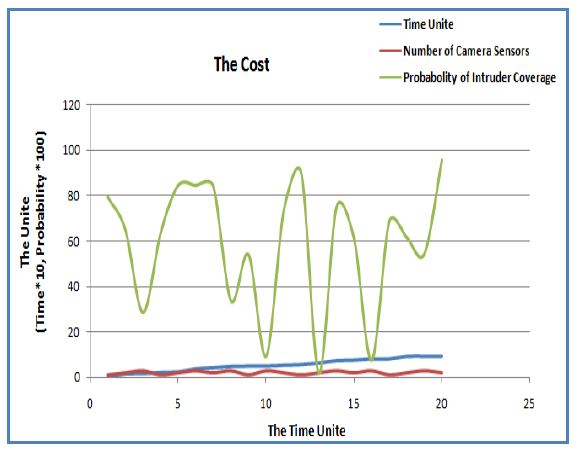 Time Unite
Number of Camera Sensors
Probabolity of Intruder Coverage
The Cost
The Unite
(Time*10, Probability *100)
120
100
80
60
40
20
0
0 5 10 15 20 25
The Time Unite